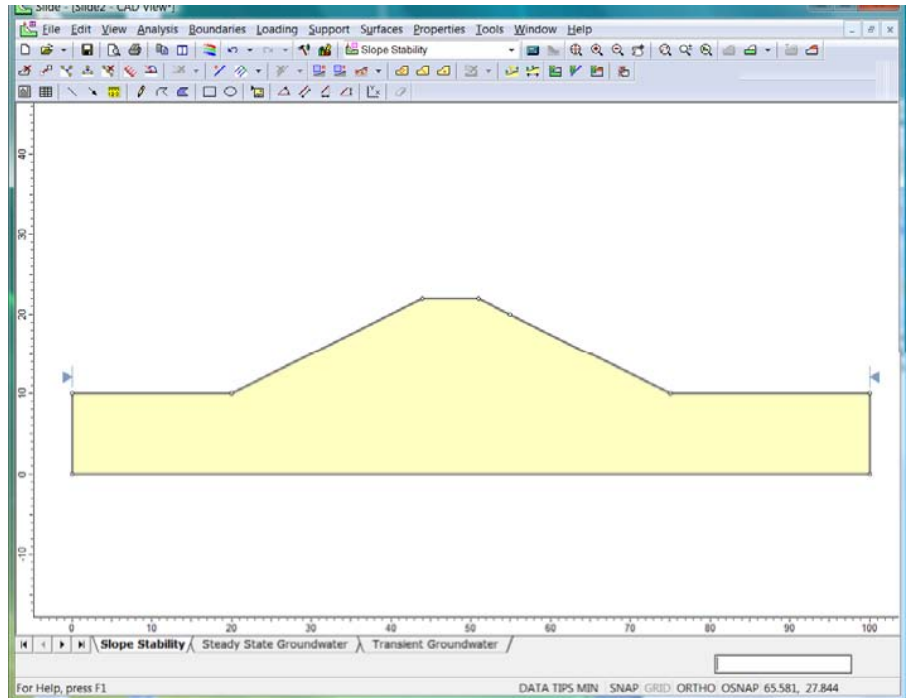 Slide - [Slide2 - CAD View*]
File Edit View Analysis Boundaries Loading Support Surfaces Properties Tools Window Help
Slope Stability
40
30
20
10
0
-10
0 10 20 30 40 50 60 70 80 90 100
Slope Stability Steady State Groundwater Transient Groundwater
For Help, press F1 DATA TIPS MIN SNAP GRID ORTHO OSNAP 65.581, 27.844